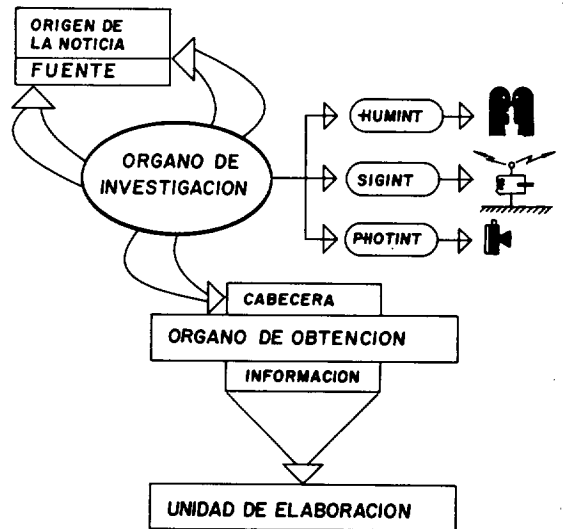 ORIGEN DE
LA NOTICIA
FUENTE
ORGANO DE
INVESTIGACION
HUMINT
SIGINT
PHOTINT
CABECERA
ORGANO DE OBTENCION
INFORMACION
UNIDAD DE ELABORACION